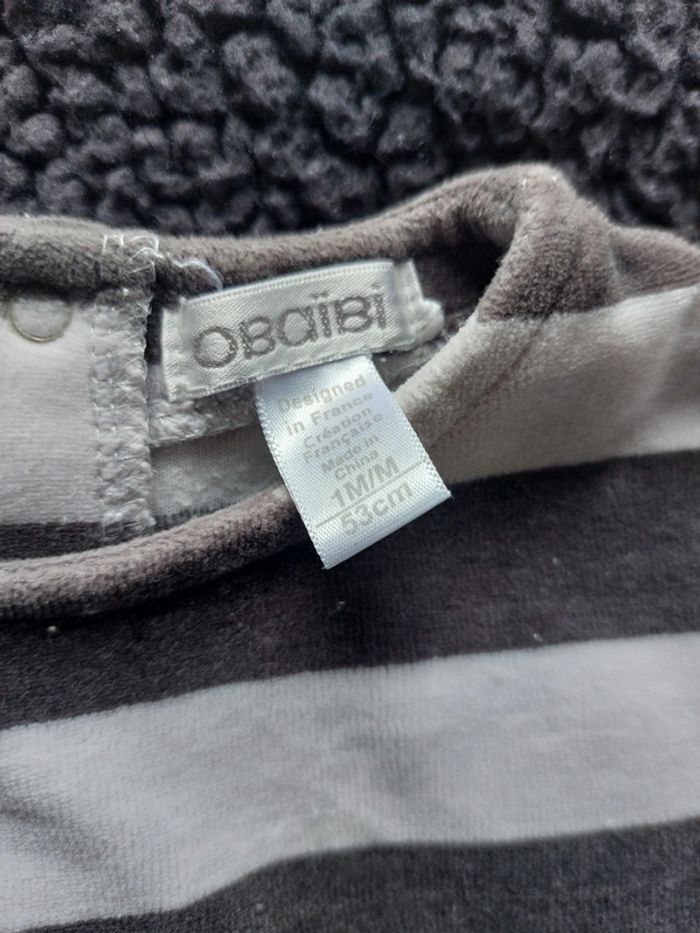 OBaïBi
Designed
in France
Création
Française
Made in
China
1M/M
53cm